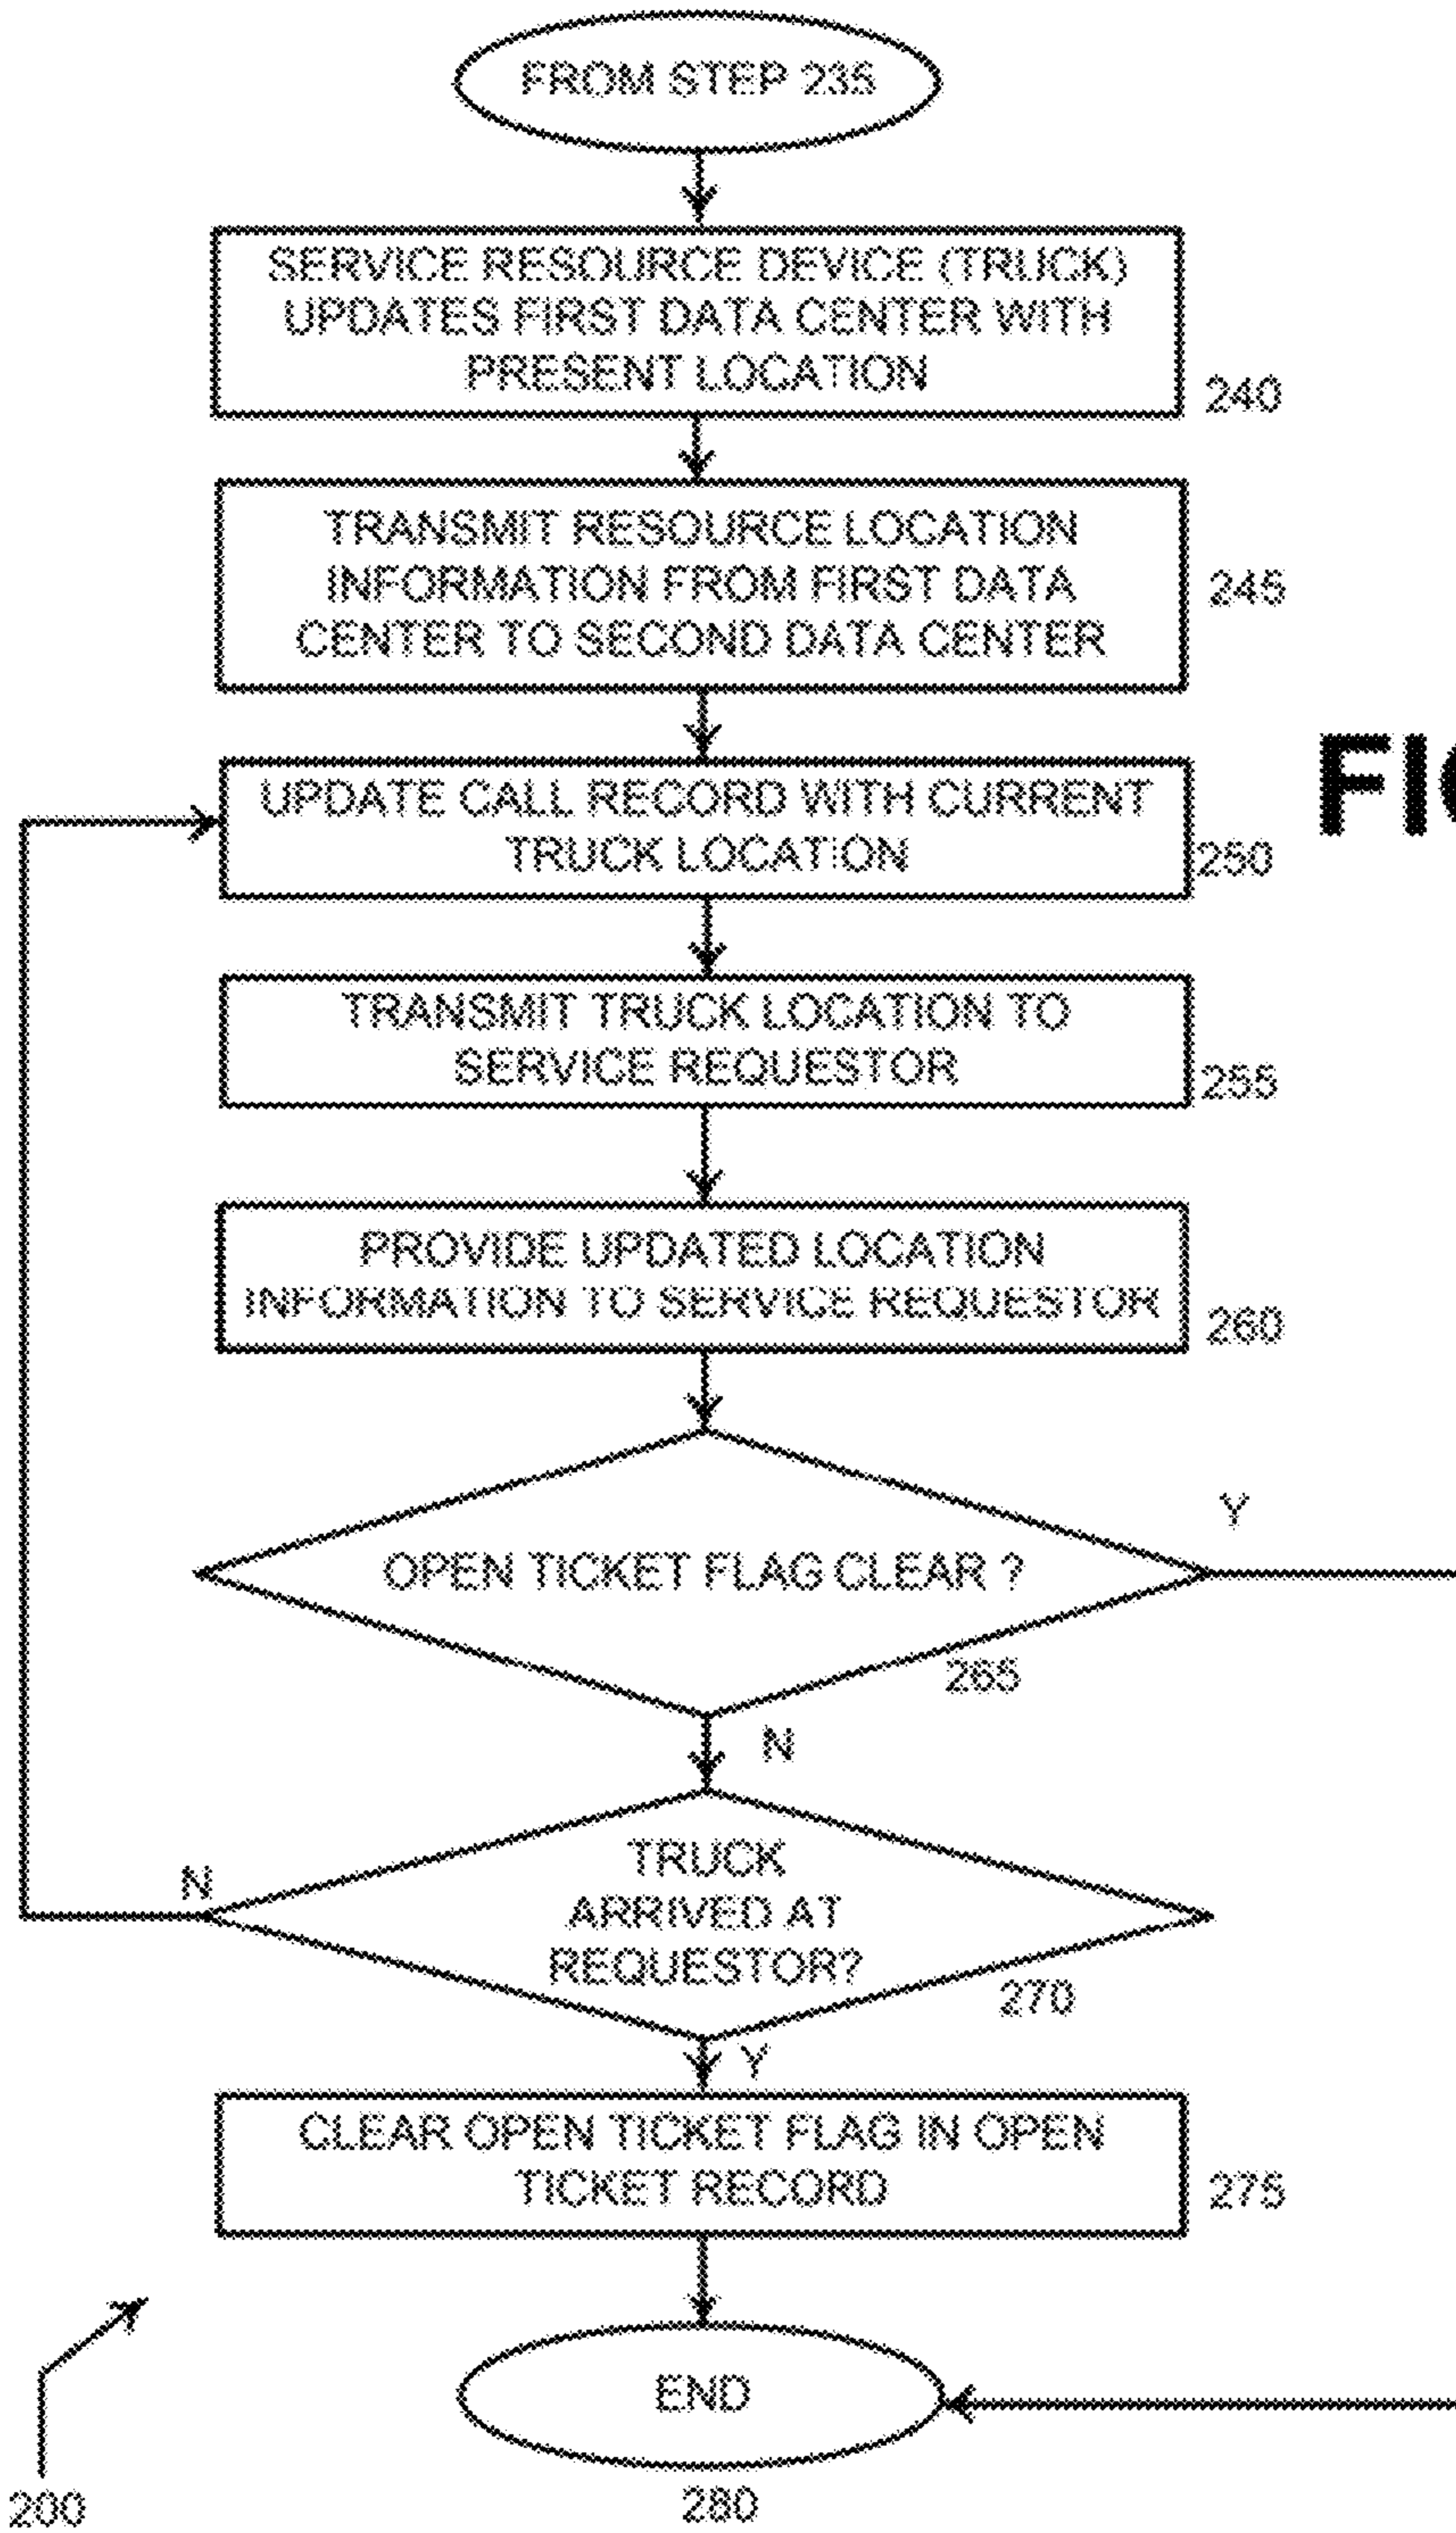 FROM STEP 235
SERVICE RESOURCE DEVICE (TRUCK)
UPDATES FIRST DATA CENTER WITH
PRESENT LOCATION
240
TRANSMIT RESOURCE LOCATION
INFORMATION FROM FIRST DATA
CENTER TO SECOND DATA CENTER
245
UPDATE CALL RECORD WITH CURRENT
TRUCK LOCATION
250
TRANSMIT TRUCK LOCATION TO
SERVICE REQUESTOR
255
PROVIDE UPDATED LOCATION
INFORMATION TO SERVICE REQUESTOR
260
OPEN TICKET FLAG CLEAR ?
Y
265
N
TRUCK
ARRIVED AT
REQUESTOR?
N
270
Y
CLEAR OPEN TICKET FLAG IN OPEN
TICKET RECORD
275
END
280
200